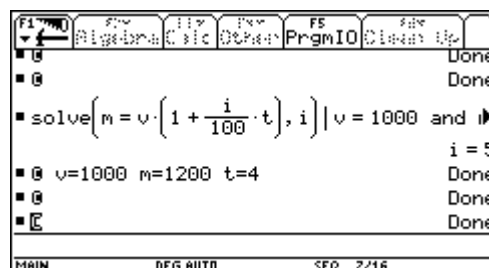 F1 F5
Algebra Calc Other PrgmIO Clean Up
@ Done
@ Done
solve(m = v·(1 + i/100·t), i)| v = 1000 and
i = 5
@ v=1000 m=1200 t=4 Done
@ Done
C Done
MAIN DEG AUTO SEQ 2/16